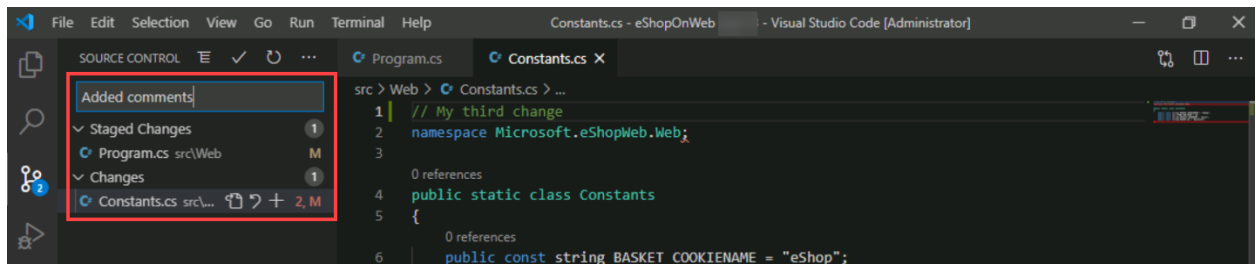 File Edit Selection View Go Run Terminal Help Constants.cs - eShopOnWeb - Visual Studio Code [Administrator]
SOURCE CONTROL
Program.cs Constants.cs
Added comments
src > Web > Constants.cs > ...
Staged Changes 1
Program.cs src\Web M
Changes 1
Constants.cs src\... 2, M
2
1 // My third change
2 namespace Microsoft.eShopWeb.Web;
3
0 references
4 public static class Constants
5 {
0 references
6 public const string BASKET_COOKIENAME = "eShop";